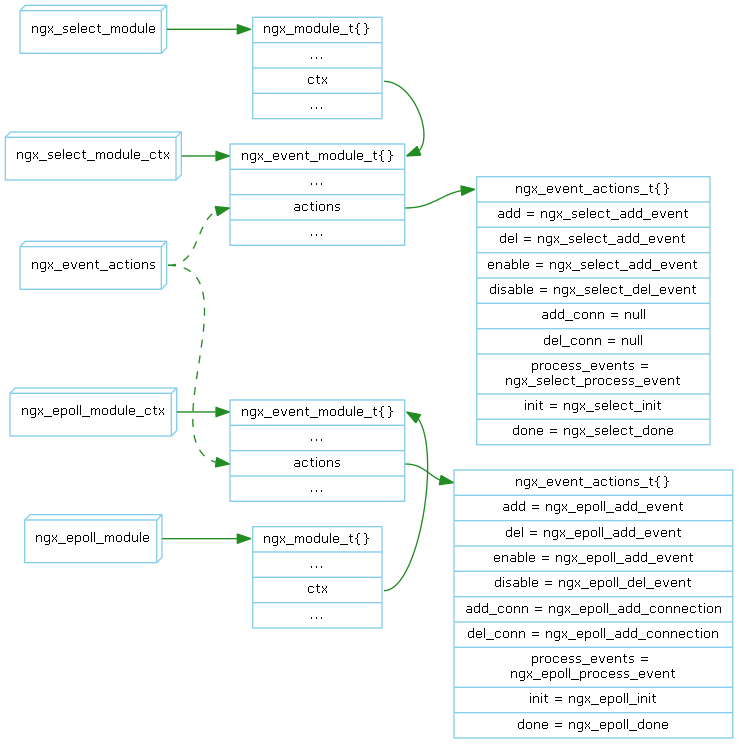 ngx_select_module
ngx_module_t{}
...
ctx
...
ngx_select_module_ctx
ngx_event_module_t{}
...
actions
...
ngx_event_actions
ngx_event_actions_t{}
add = ngx_select_add_event
del = ngx_select_add_event
enable = ngx_select_add_event
disable = ngx_select_del_event
add_conn = null
del_conn = null
process_events =
ngx_select_process_event
init = ngx_select_init
done = ngx_select_done
ngx_epoll_module_ctx
ngx_event_module_t{}
...
actions
...
ngx_epoll_module
ngx_module_t{}
...
ctx
...
ngx_event_actions_t{}
add = ngx_epoll_add_event
del = ngx_epoll_add_event
enable = ngx_epoll_add_event
disable = ngx_epoll_del_event
add_conn = ngx_epoll_add_connection
del_conn = ngx_epoll_add_connection
process_events =
ngx_epoll_process_event
init = ngx_epoll_init
done = ngx_epoll_done